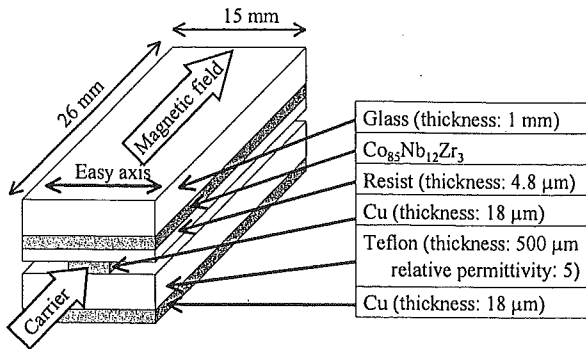 15 mm
26 mm
Magnetic field
Easy axis
Carrier
Glass (thickness: 1 mm)
Co₈₅Nb₁₂Zr₃
Resist (thickness: 4.8 μm)
Cu (thickness: 18 μm)
Teflon (thickness: 500 μm
relative permittivity: 5)
Cu (thickness: 18 μm)